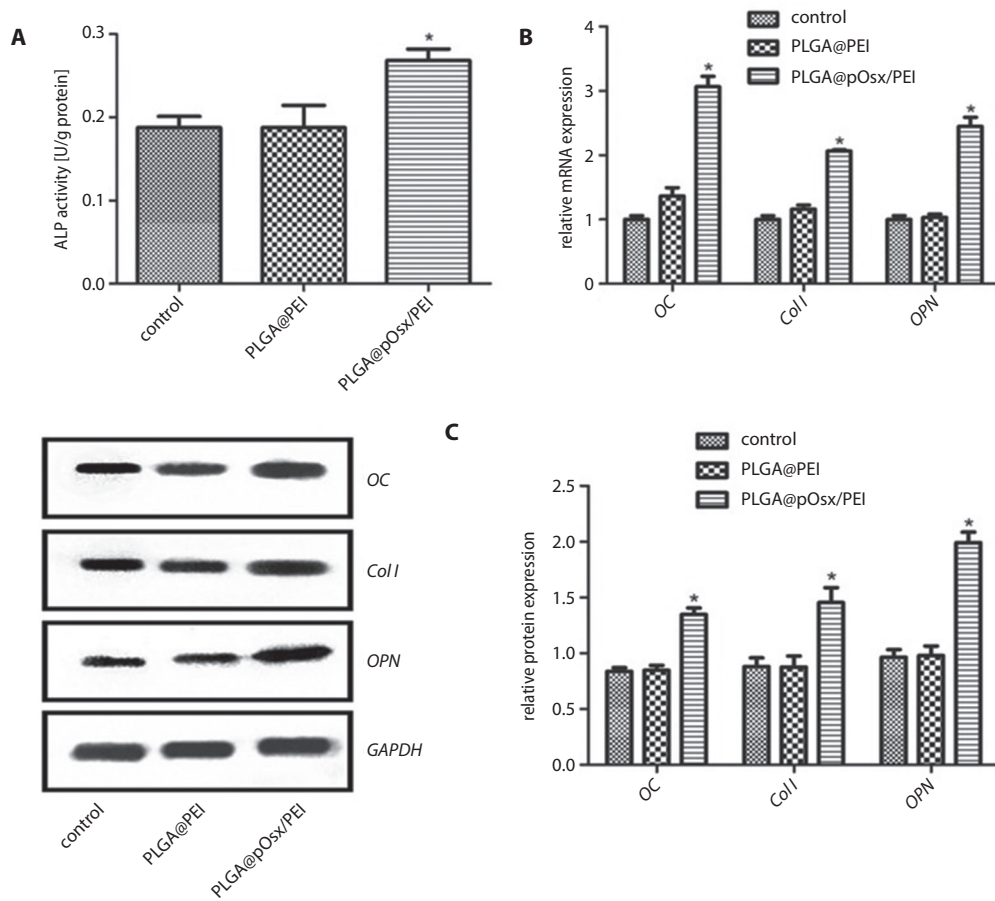 A
ALP activity [U/g protein]
0.3
0.2
0.1
0.0
control
PLGA@PEI
PLGA@pOsx/PEI
*
B
control
PLGA@PEI
PLGA@pOsx/PEI
relative mRNA expression
4
3
2
1
0
*
*
*
OC
Col I
OPN
OC
Col I
OPN
GAPDH
control
PLGA@PEI
PLGA@pOsx/PEI
C
control
PLGA@PEI
PLGA@pOsx/PEI
relative protein expression
2.5
2.0
1.5
1.0
0.5
0.0
*
*
*
OC
Col I
OPN